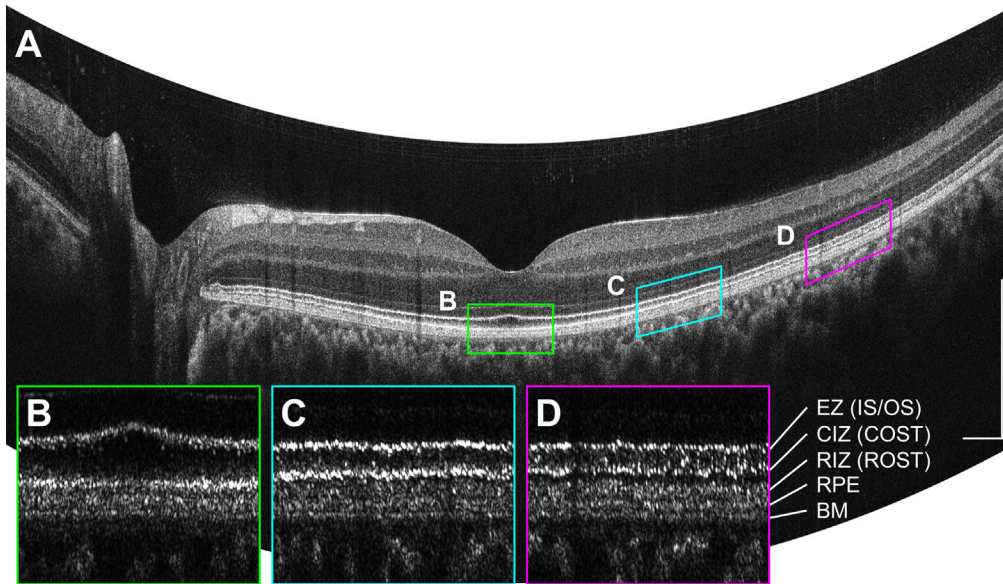 A
B
C
D
B
C
D
EZ (IS/OS)
CIZ (COST)
RIZ (ROST)
RPE
BM